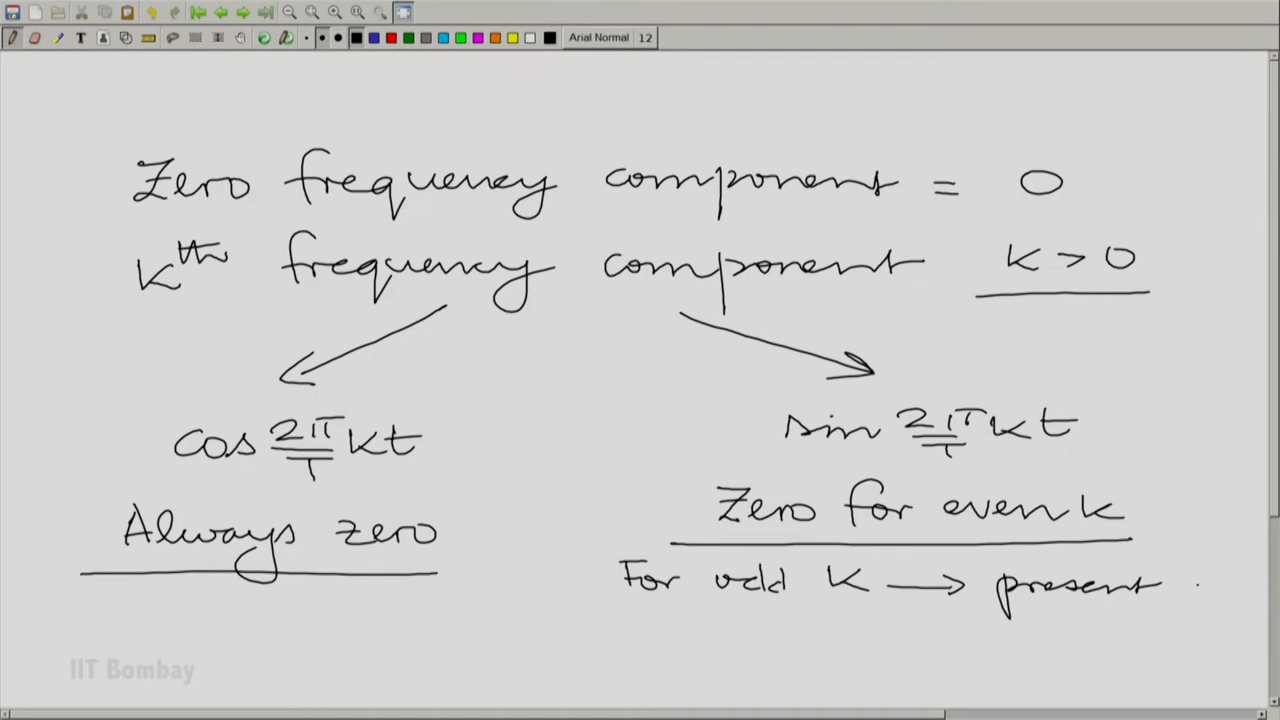 Arial Normal 12
Zero frequency component = 0
kth frequency component k > 0
cos 2π/T kt
sin 2π/T kt
Always zero
Zero for even k
For odd k → present
IIT Bombay